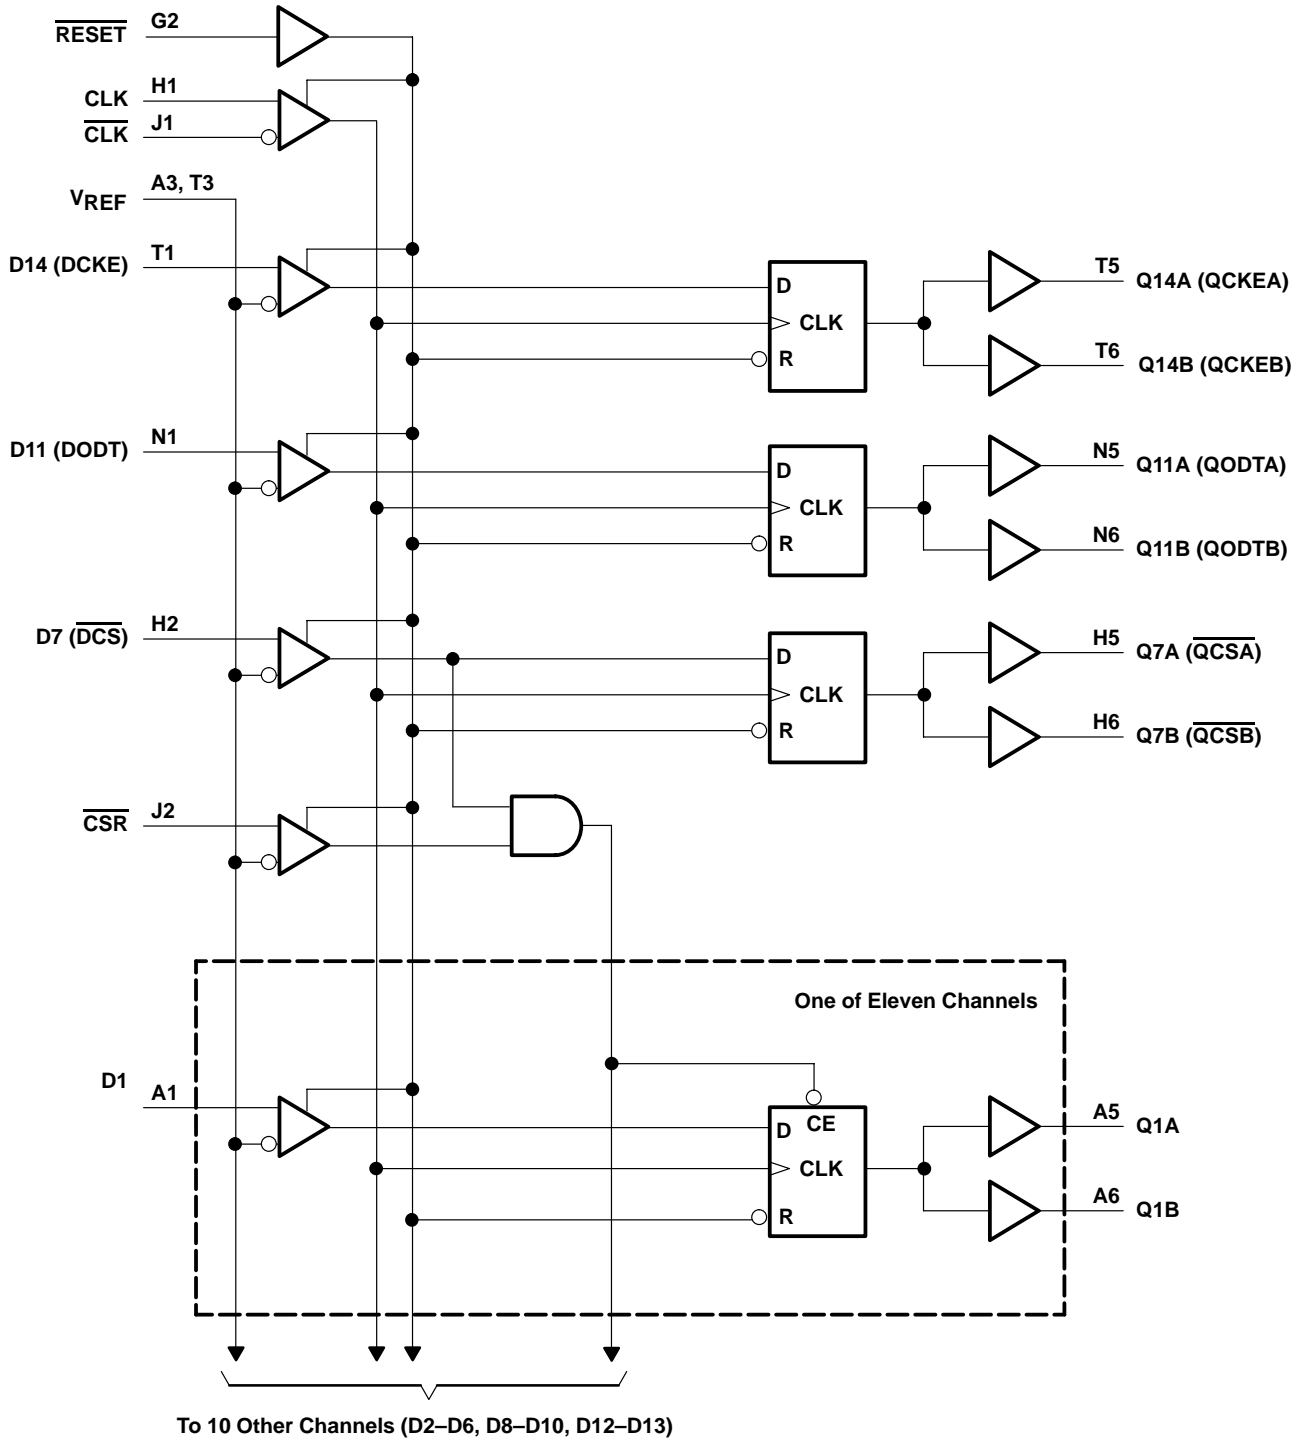 RESET G2
CLK H1
CLK J1
VREF A3, T3
D14 (DCKE) T1
D
CLK
R
T5 Q14A (QCKEA)
T6 Q14B (QCKEB)
D11 (DODT) N1
D
CLK
R
N5 Q11A (QODTA)
N6 Q11B (QODTB)
D7 (DCS) H2
D
CLK
R
H5 Q7A (QCSA)
H6 Q7B (QCSB)
CSR J2
One of Eleven Channels
D1 A1
CE
D
CLK
R
A5 Q1A
A6 Q1B
To 10 Other Channels (D2–D6, D8–D10, D12–D13)